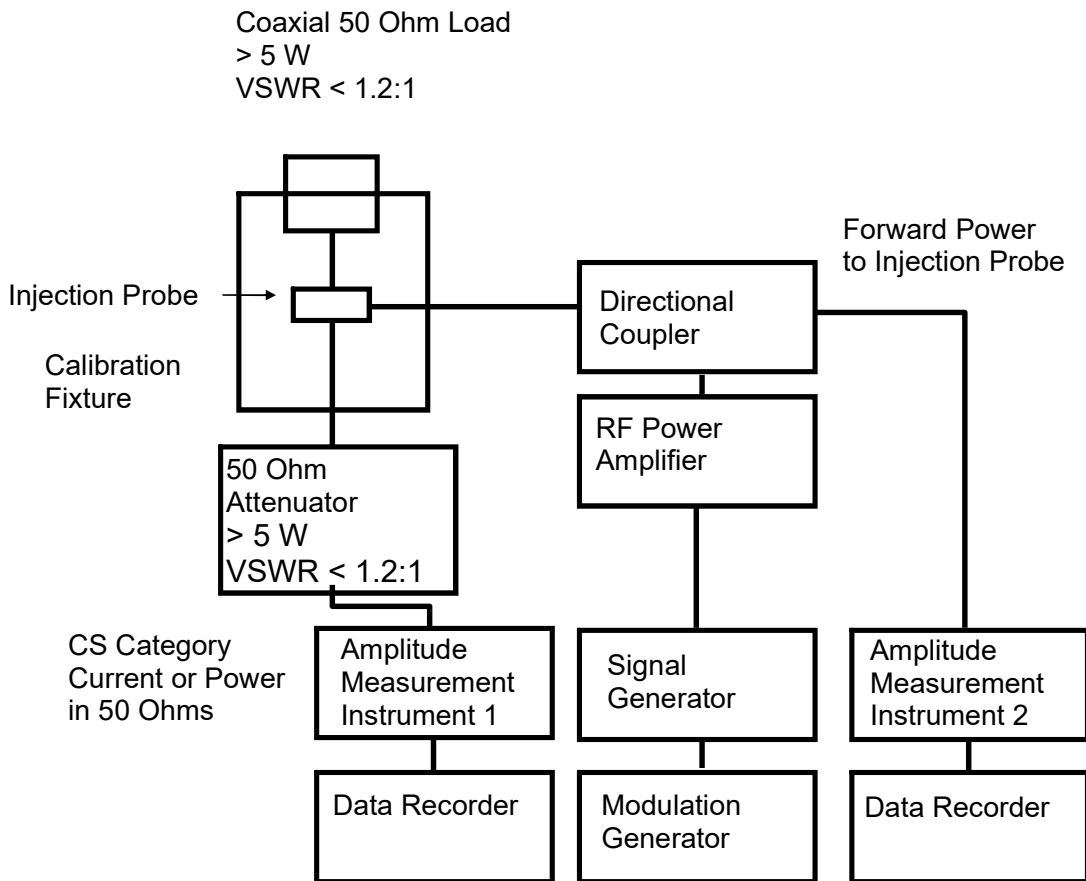 Coaxial 50 Ohm Load
> 5 W
VSWR < 1.2:1
Forward Power
to Injection Probe
Injection Probe
Directional
Coupler
Calibration
Fixture
RF Power
Amplifier
50 Ohm
Attenuator
> 5 W
VSWR < 1.2:1
CS Category
Current or Power
in 50 Ohms
Amplitude
Measurement
Instrument 1
Signal
Generator
Amplitude
Measurement
Instrument 2
Data Recorder
Modulation
Generator
Data Recorder